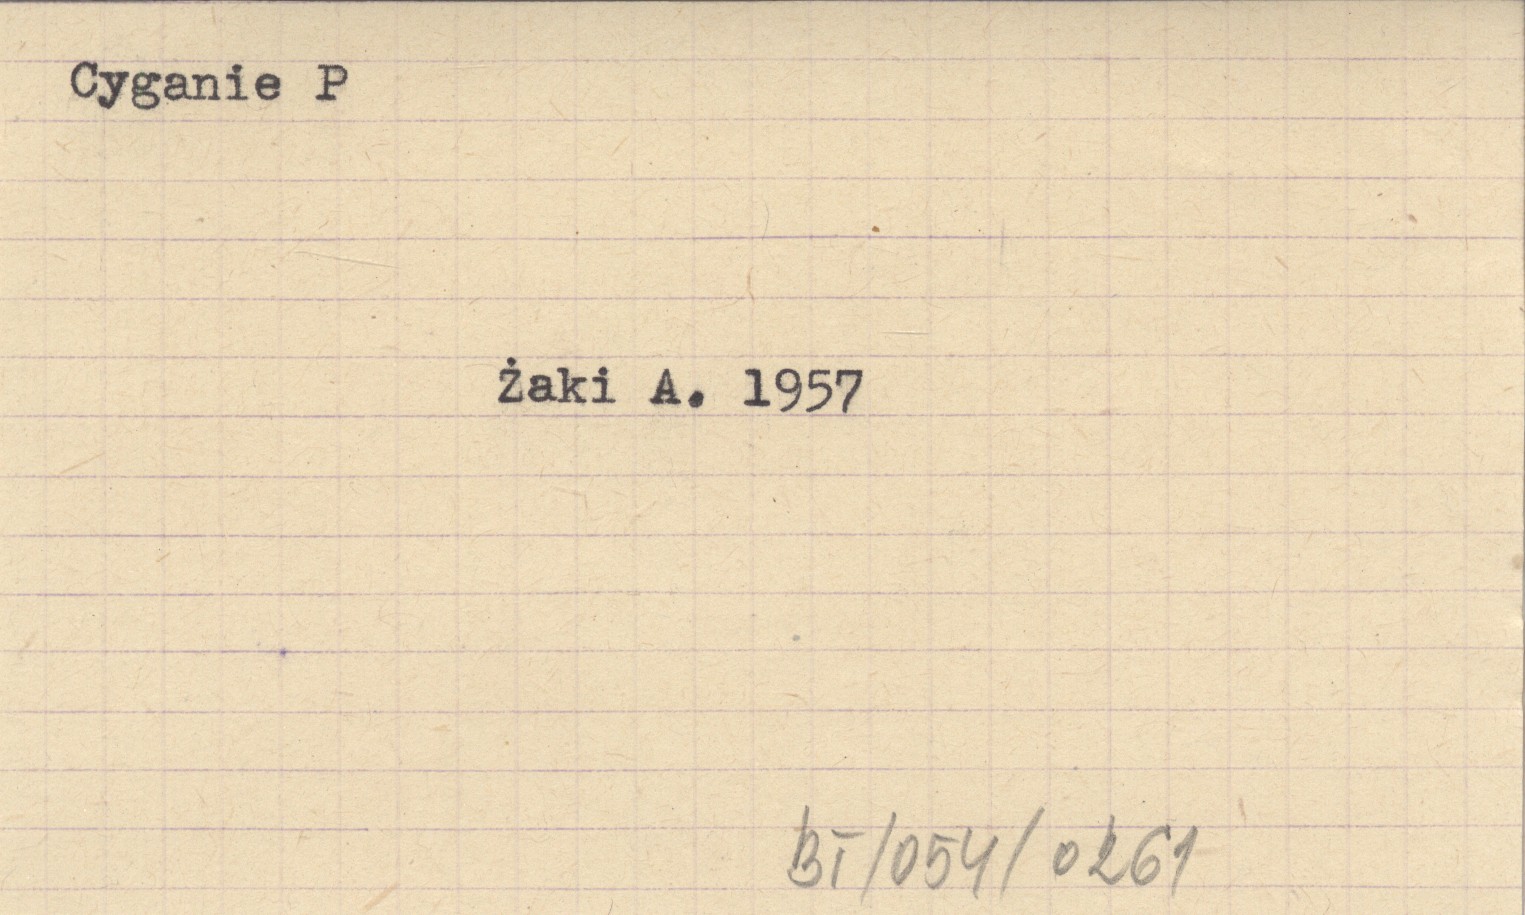 Cyganie P
Żaki A. 1957
BI/054/0261